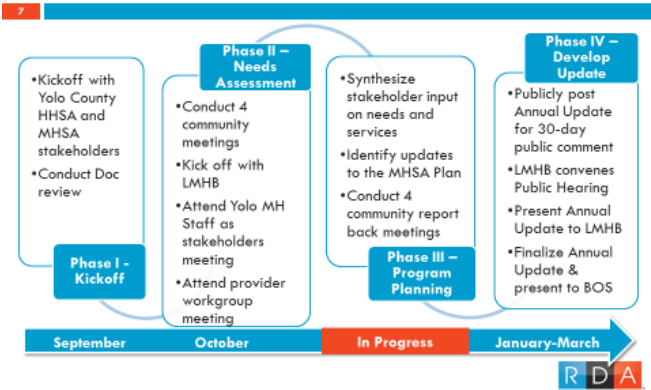 7
•Kickoff with
Yolo County
HHSA and
MHSA
stakeholders
•Conduct Doc
review
Phase I -
Kickoff
Phase II –
Needs
Assessment
•Conduct 4
community
meetings
•Kick off with
LMHB
•Attend Yolo MH
Staff as
stakeholders
meeting
•Attend provider
workgroup
meeting
•Synthesize
stakeholder input
on needs and
services
•Identify updates
to the MHSA Plan
•Conduct 4
community report
back meetings
Phase III –
Program
Planning
Phase IV –
Develop
Update
•Publicly post
Annual Update
for 30-day
public comment
•LMHB convenes
Public Hearing
•Present Annual
Update to LMHB
•Finalize Annual
Update &
present to BOS
September
October
In Progress
January-March
RDA